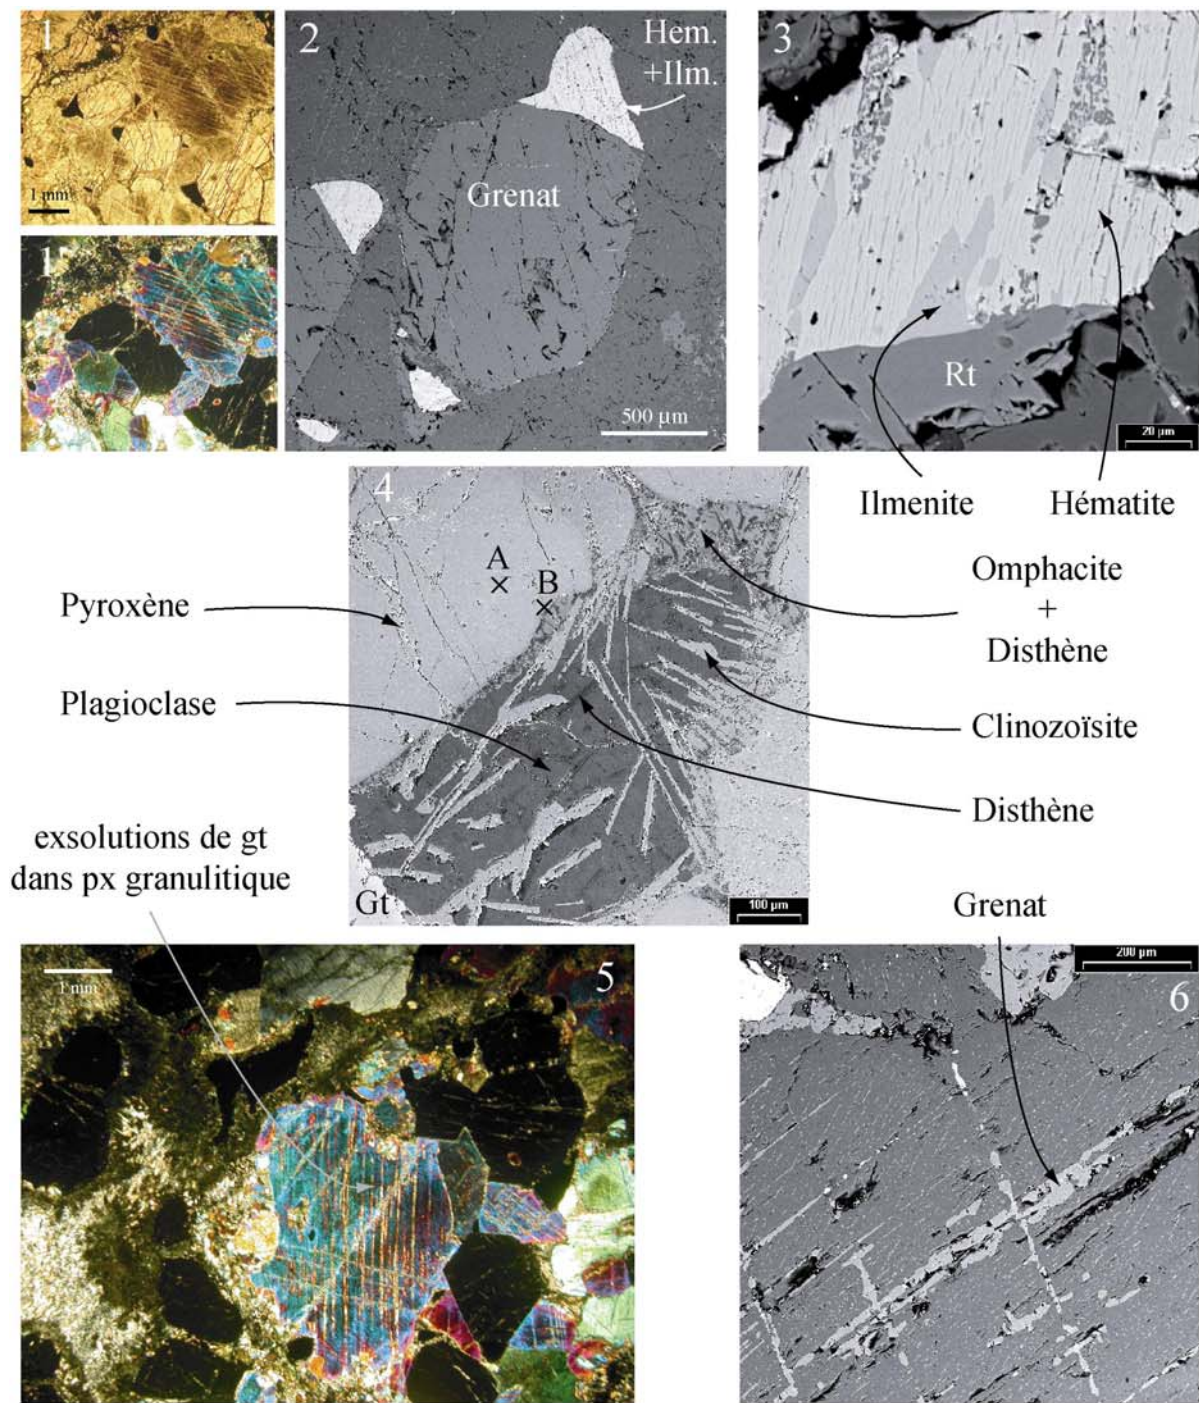 1
1 mm
1'
2
Hem.
+Ilm.
Grenat
500 µm
3
Rt
20 µm
Ilmenite
Hématite
4
A
B
Gt
100 µm
Pyroxène
Plagioclase
Omphacite
+
Disthène
Clinozoïsite
Disthène
exsolutions de gt
dans px granulitique
Grenat
1 mm
5
200 µm
6